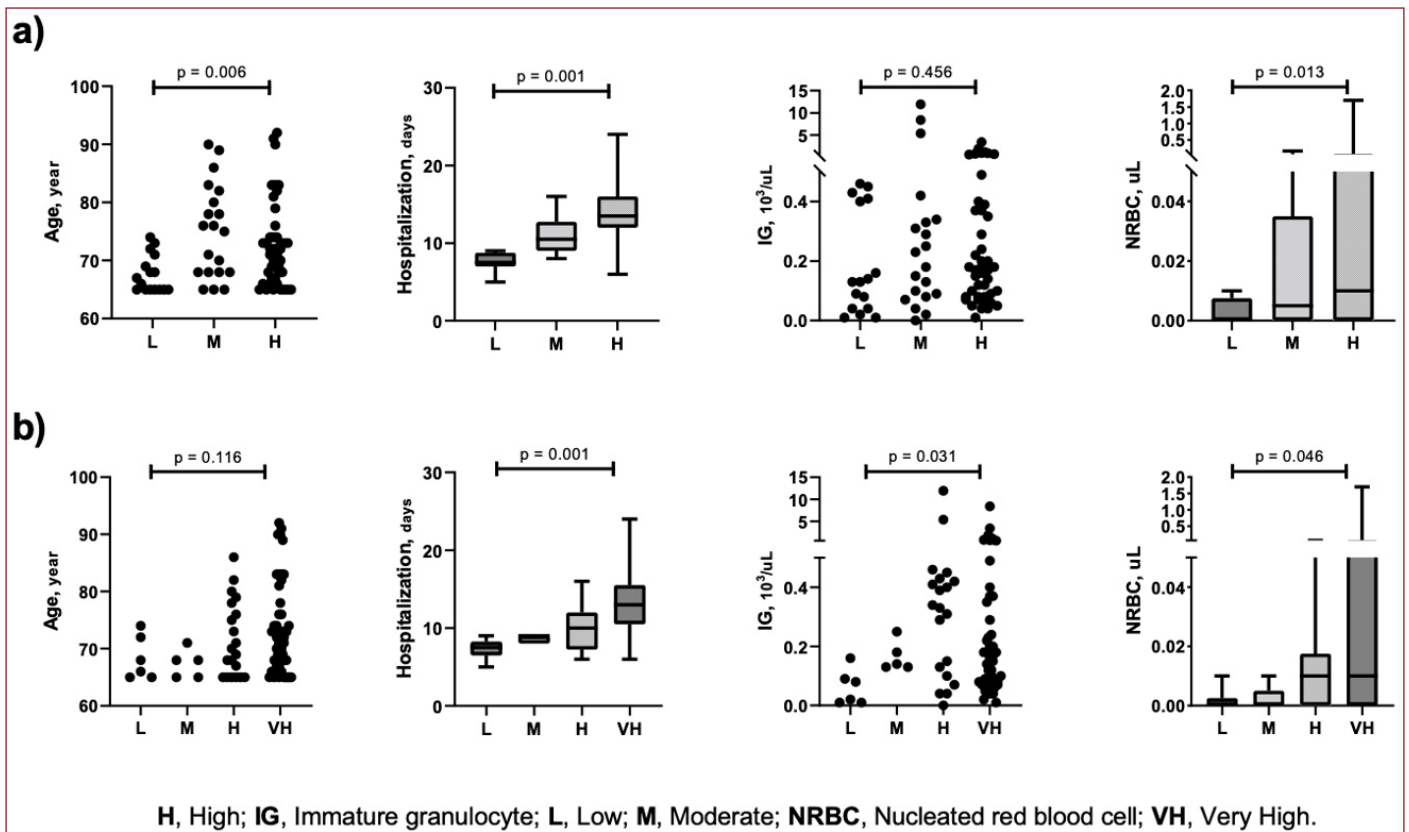 a)
p = 0.006
p = 0.001
p = 0.456
p = 0.013
Age, year
100
90
80
70
60
L M H
Hospitalization, days
30
20
10
0
L M H
IG, 10³/uL
15
10
5
0.4
0.2
0.0
L M H
NRBC, uL
2.0
1.5
1.0
0.5
0.04
0.02
0.00
L M H
b)
p = 0.116
p = 0.001
p = 0.031
p = 0.046
Age, year
100
90
80
70
60
L M H VH
Hospitalization, days
30
20
10
0
L M H VH
IG, 10³/uL
15
10
5
0.4
0.2
0.0
L M H VH
NRBC, uL
2.0
1.5
1.0
0.5
0.04
0.02
0.00
L M H VH
H, High; IG, Immature granulocyte; L, Low; M, Moderate; NRBC, Nucleated red blood cell; VH, Very High.